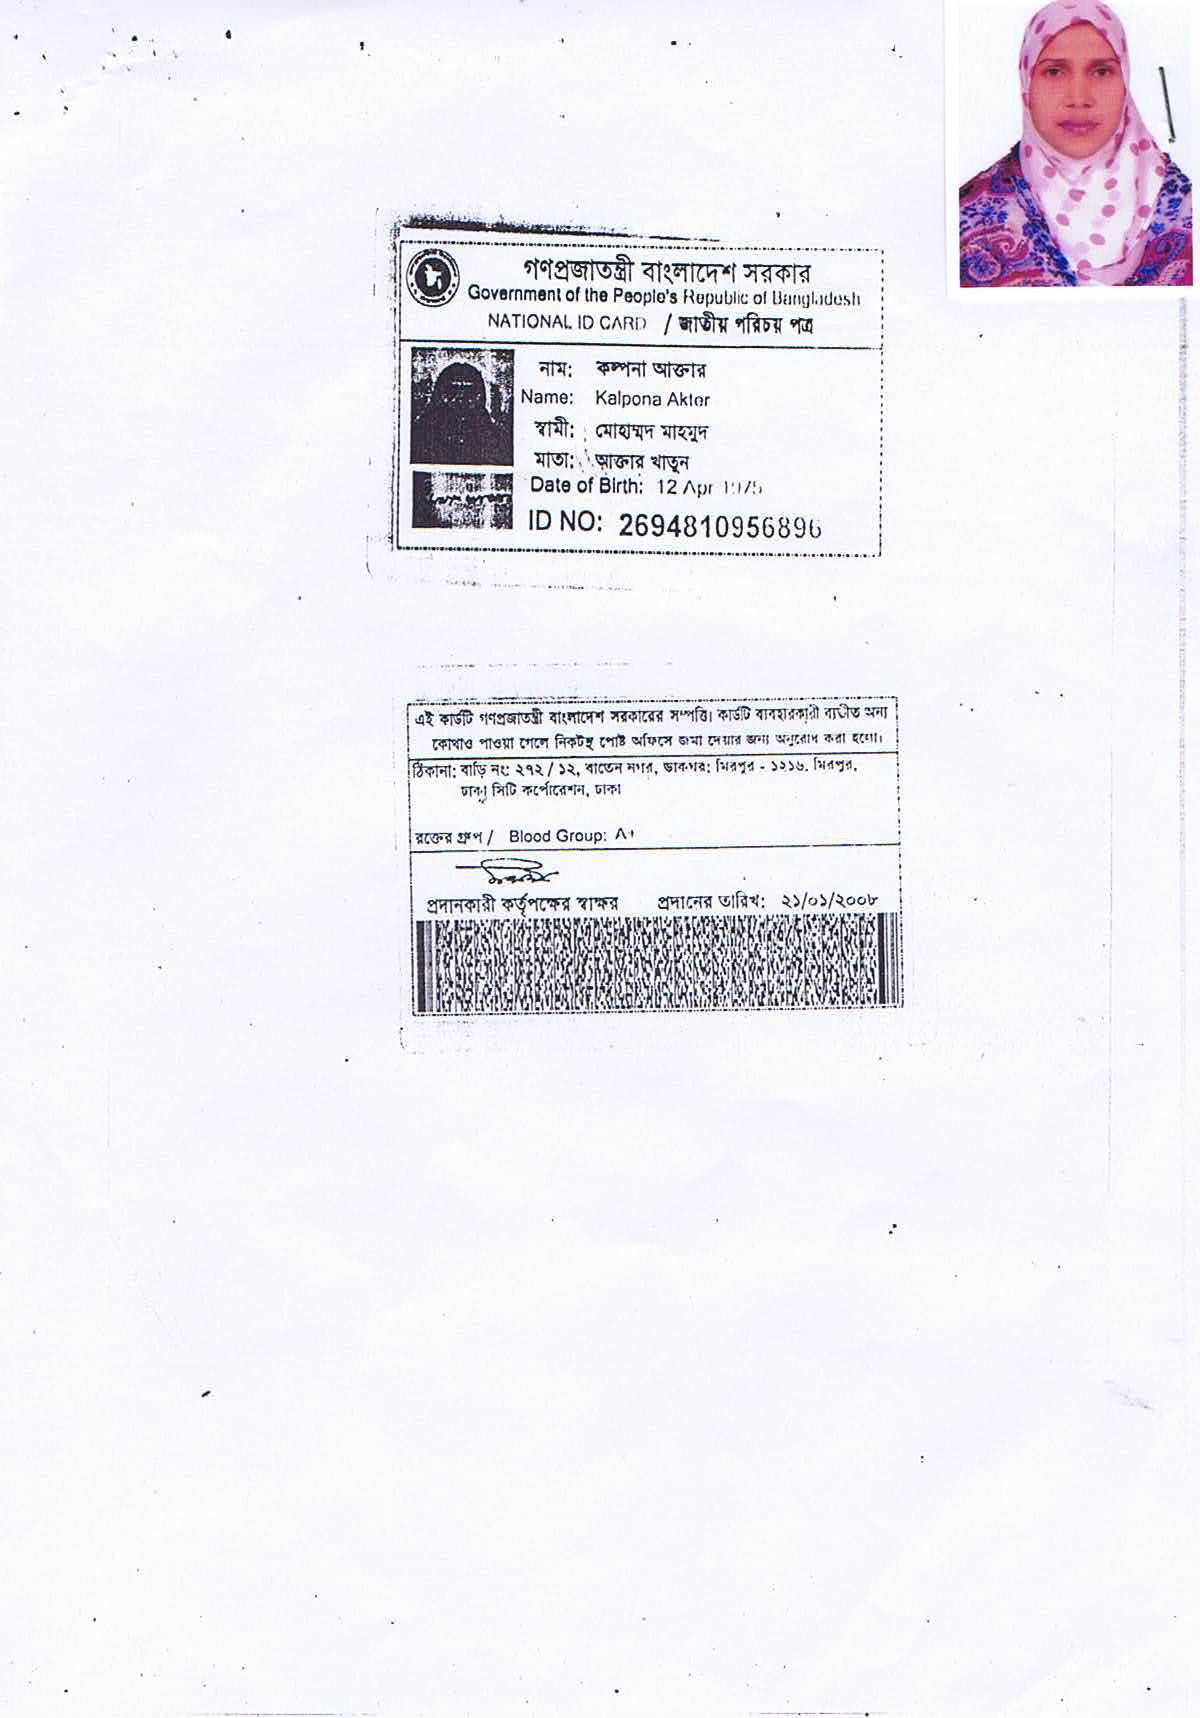 গণপ্রজাতন্ত্রী বাংলাদেশ সরকার
Government of the People's Republic of Bangladesh
NATIONAL ID CARD / জাতীয় পরিচয় পত্র
নাম: কল্পনা আক্তার
Name: Kalpona Akter
স্বামী: মোহাম্মদ মাহমুদ
মাতা: আক্তার খাতুন
Date of Birth: 12 Apr 1975
ID NO: 2694810956896
এই কার্ডটি গণপ্রজাতন্ত্রী বাংলাদেশ সরকারের সম্পত্তি। কার্ডটি ব্যবহারকারী ব্যতীত অন্য
কোথাও পাওয়া গেলে নিকটস্থ পোষ্ট অফিসে জমা দেয়ার জন্য অনুরোধ করা হলো।
ঠিকানা: বাড়ি নং: ২৭২ / ১২, বাতেন নগর, ডাকঘর: মিরপুর - ১২১৬, মিরপুর,
ঢাকা সিটি কর্পোরেশন, ঢাকা
রক্তের গ্রুপ / Blood Group: A+
প্রদানকারী কর্তৃপক্ষের স্বাক্ষর প্রদানের তারিখ: ২১/০১/২০০৮